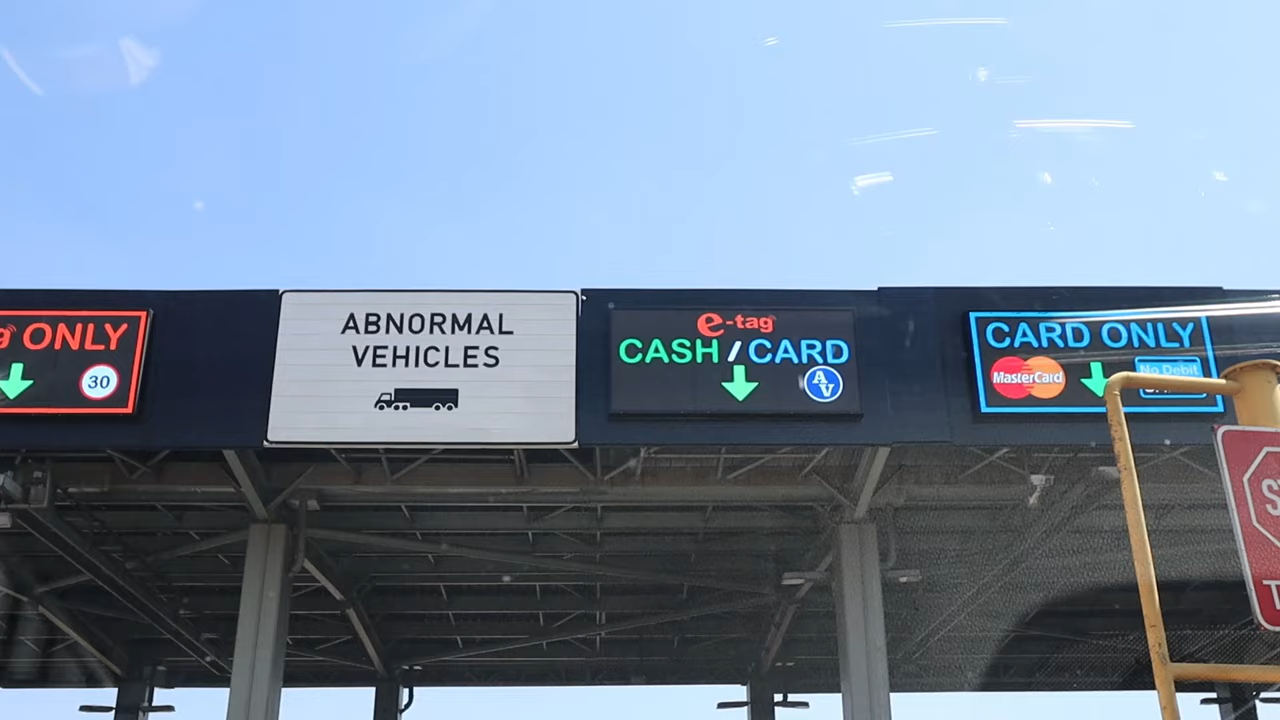 ONLY
30
ABNORMAL
VEHICLES
e-tag
CASH/CARD
AV
CARD ONLY
MasterCard
No Debit